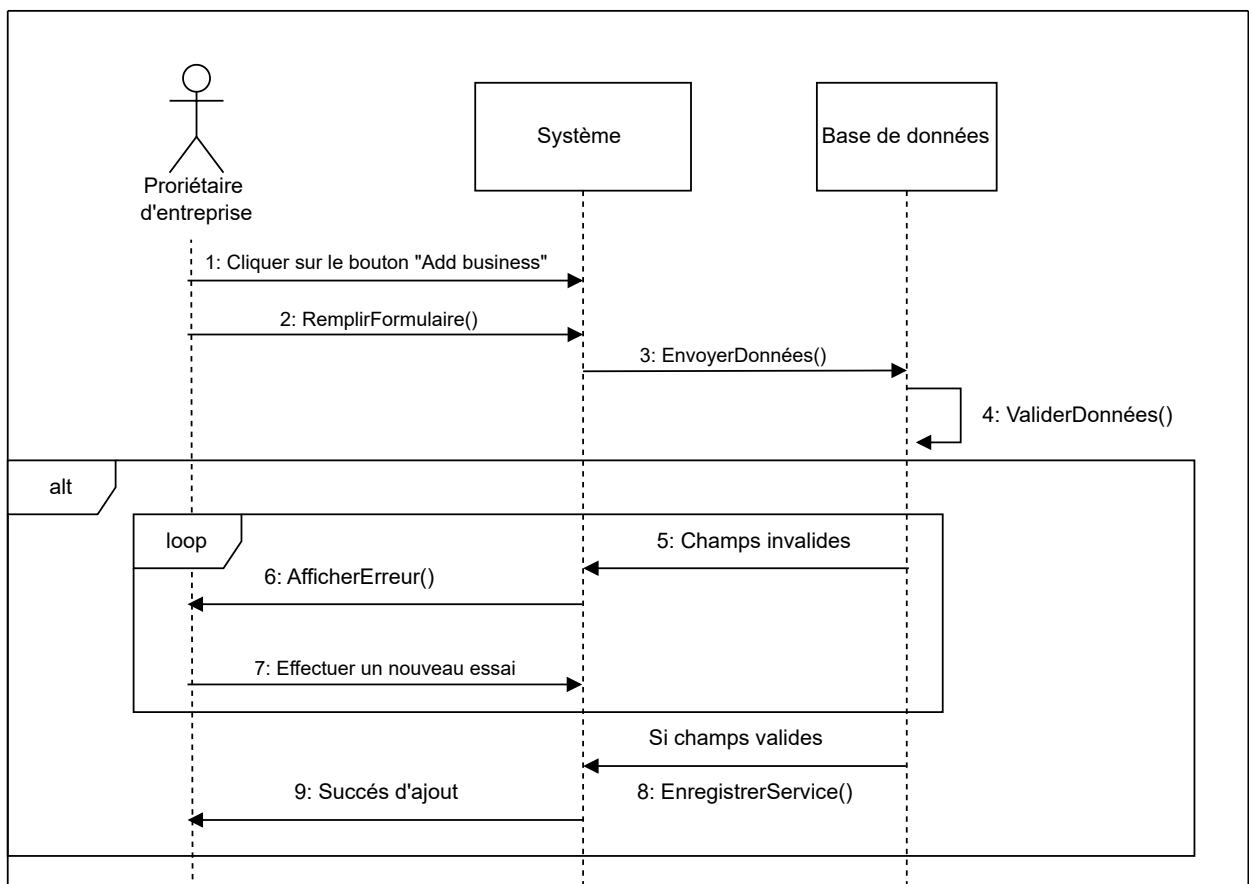 Système
Base de données
Proriétaire
d'entreprise
1: Cliquer sur le bouton "Add business"
2: RemplirFormulaire()
3: EnvoyerDonnées()
4: ValiderDonnées()
alt
loop
5: Champs invalides
6: AfficherErreur()
7: Effectuer un nouveau essai
Si champs valides
9: Succés d'ajout
8: EnregistrerService()